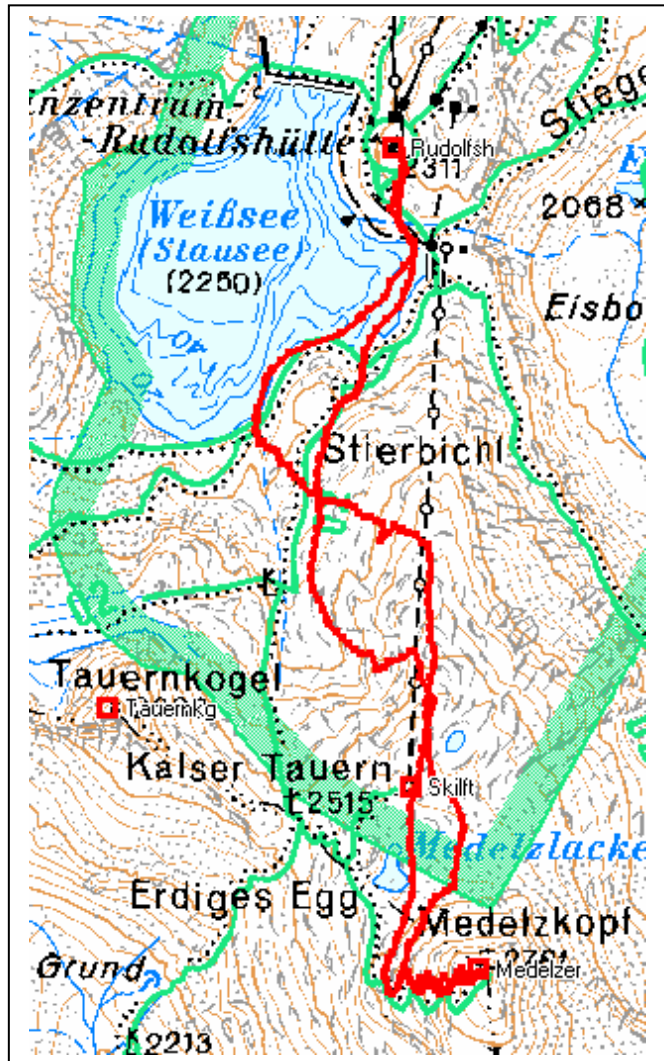 nzentrum-
-Rudolfshütte
Rudolfsh
2311
Stiege
Weißsee
(Stausee)
(2250)
2068
Eisbo
Stierbichl
Tauernkogel
Tauernkg
Kalser Tauern
2515
Skilft
Medelzlacke
Erdiges Egg
Medelzkopf
Medelzer
Grund
2213